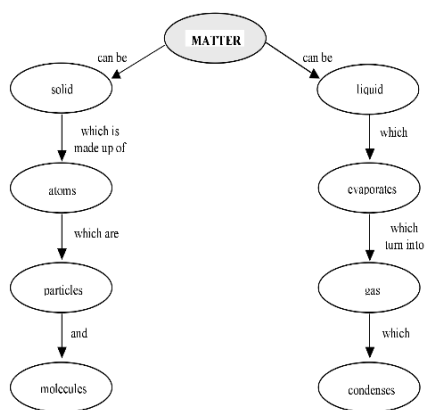 MATTER
can be
can be
solid
liquid
which is
made up of
which
atoms
evaporates
which are
which
turn into
particles
gas
and
which
molecules
condenses